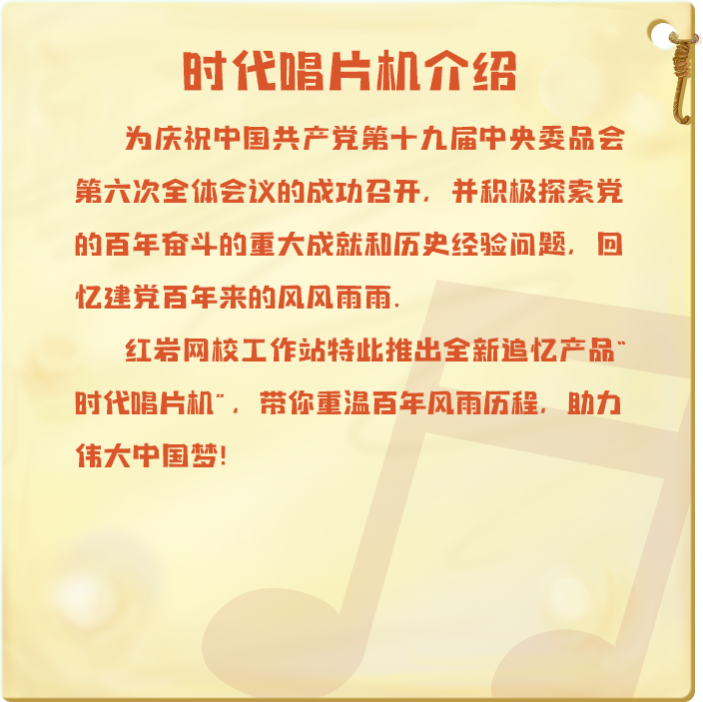 时代唱片机介绍
为庆祝中国共产党第十九届中央委员会
第六次全体会议的成功召开, 并积极探索党
的百年奋斗的重大成就和历史经验问题, 回
忆建党百年来的风风雨雨.
红岩网校工作站特此推出全新追忆产品"
时代唱片机", 带你重温百年风雨历程, 助力
伟大中国梦!